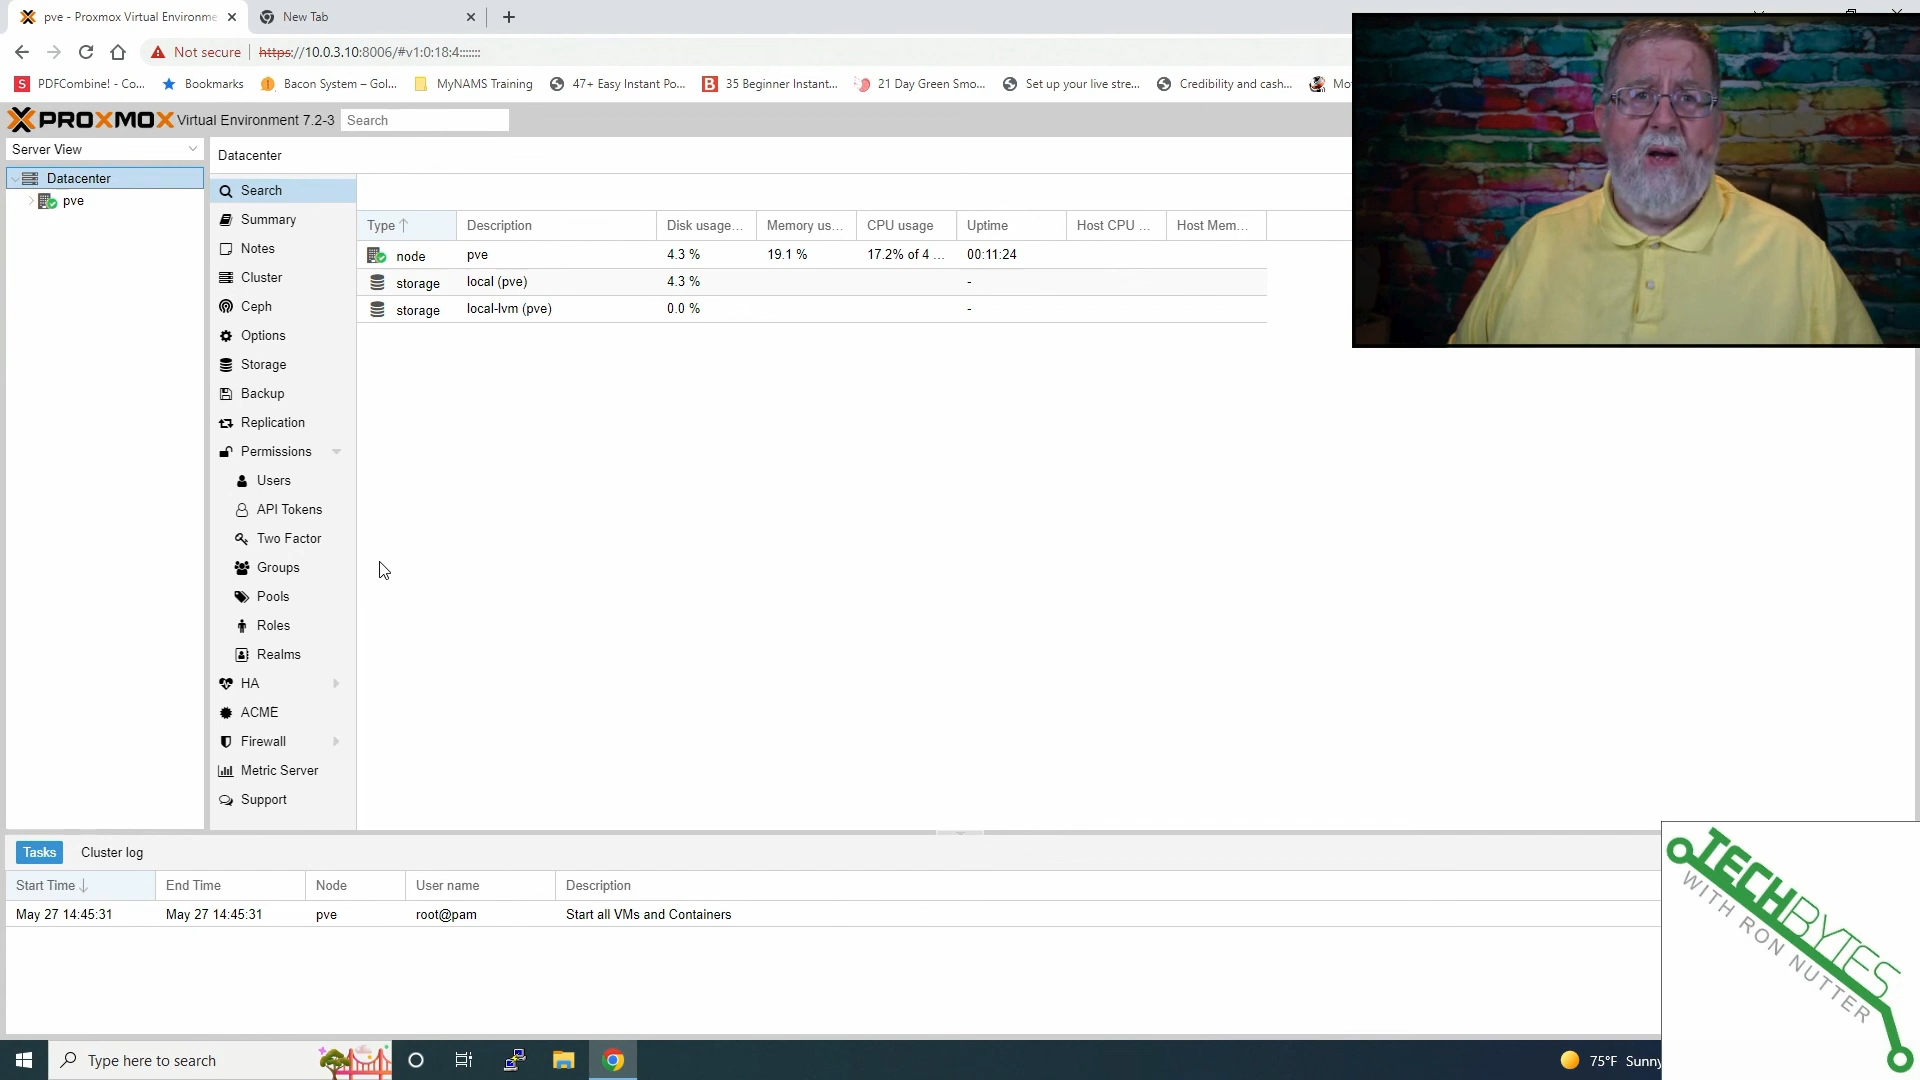 pve - Proxmox Virtual Environme
New Tab
Not secure
https://10.0.3.10:8006/#v1:0:18:4:::::::
PDFCombine! - Co...
Bookmarks
Bacon System – Gol...
MyNAMS Training
47+ Easy Instant Po...
35 Beginner Instant...
21 Day Green Smo...
Set up your live stre...
Credibility and cash...
PROXMOX Virtual Environment 7.2-3
Search
Server View
Datacenter
pve
Datacenter
Search
Summary
Notes
Cluster
Ceph
Options
Storage
Backup
Replication
Permissions
Users
API Tokens
Two Factor
Groups
Pools
Roles
Realms
HA
ACME
Firewall
Metric Server
Support
Type Description Disk usage... Memory us... CPU usage Uptime Host CPU ... Host Mem...
node pve 4.3 % 19.1 % 17.2% of 4 ... 00:11:24
storage local (pve) 4.3 % -
storage local-lvm (pve) 0.0 % -
Tasks Cluster log
Start Time End Time Node User name Description
May 27 14:45:31 May 27 14:45:31 pve root@pam Start all VMs and Containers
Type here to search
75°F Sunny
TECHBYTES
WITH RON NUTTER